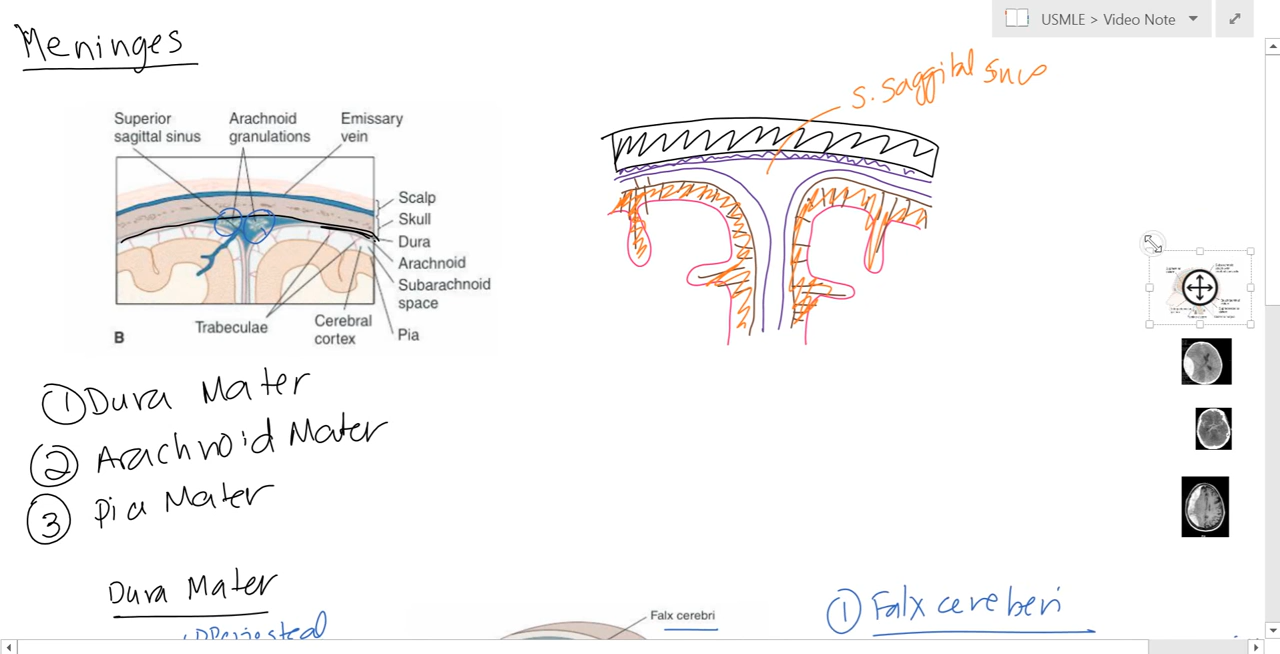 USMLE > Video Note
Meninges
S. Saggital Sinus
Superior
sagittal sinus
Arachnoid
granulations
Emissary
vein
Scalp
Skull
Dura
Arachnoid
Subarachnoid
space
Pia
Trabeculae
Cerebral
cortex
B
① Dura Mater
② Arachnoid Mater
③ Pia Mater
Dura Mater
Periosteal
Falx cerebri
① Falx cereberi